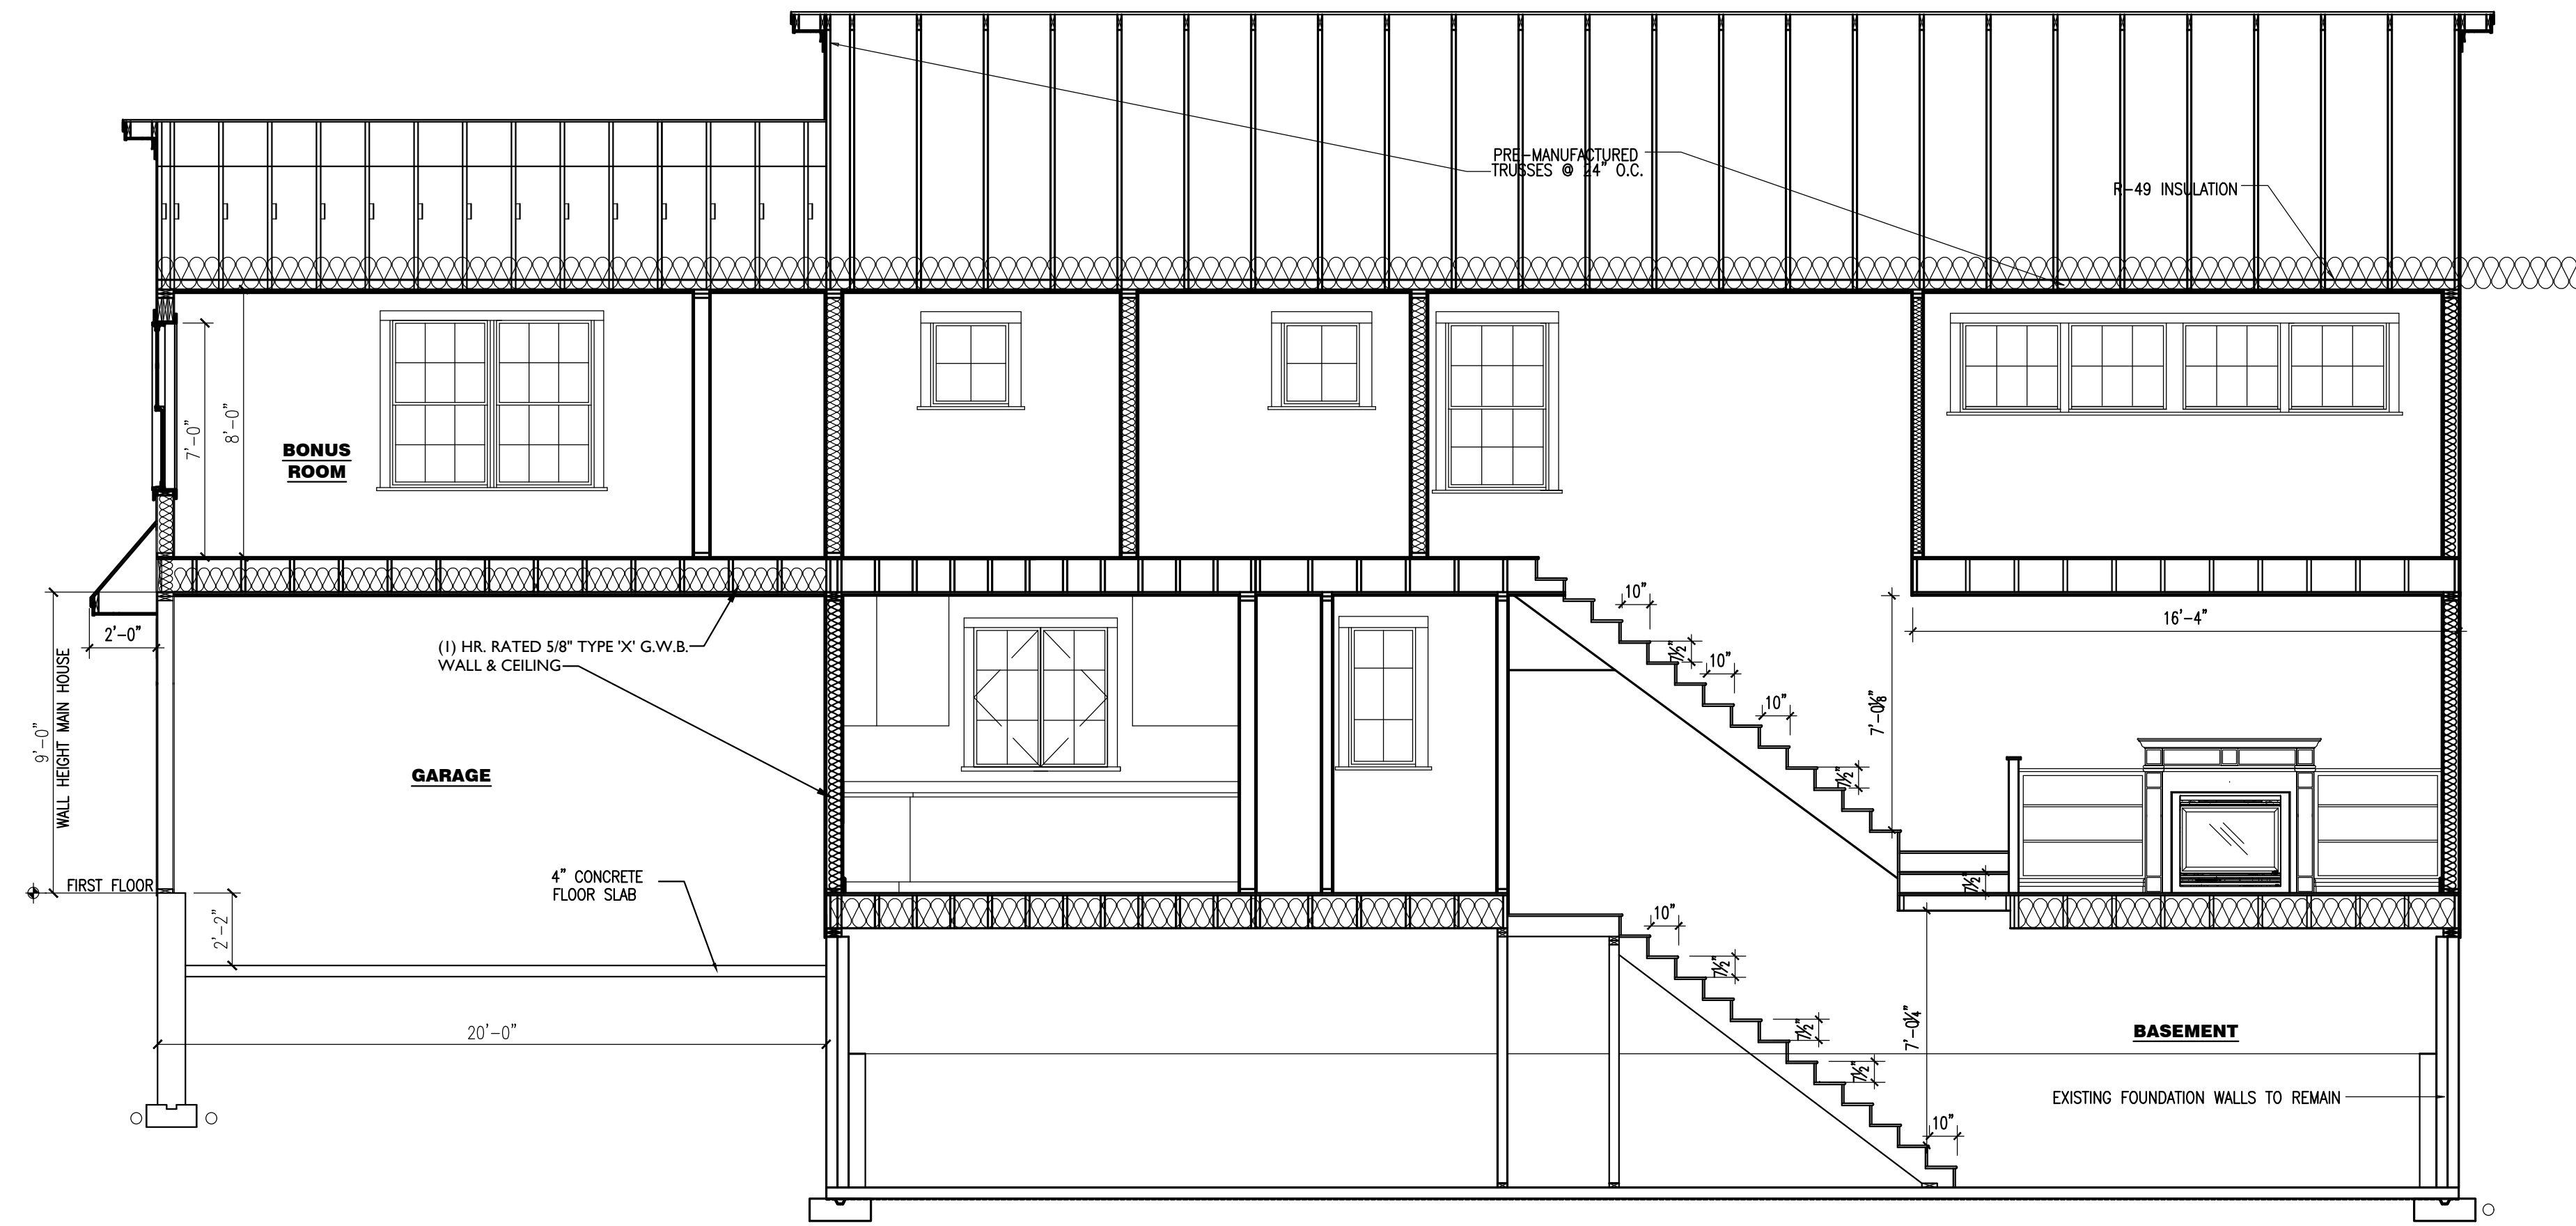 PRE-MANUFACTURED
TRUSSES @ 24" O.C.
R-49 INSULATION
7'-0"
8'-0"
BONUS
ROOM
10"
7½"
10"
10"
7½"
16'-4"
7'-0⅛"
2'-0"
(1) HR. RATED 5/8" TYPE 'X' G.W.B.
WALL & CEILING
9'-0"
WALL HEIGHT MAIN HOUSE
GARAGE
FIRST FLOOR
4" CONCRETE
FLOOR SLAB
7½"
2'-2"
10"
7½"
7½"
7½"
7'-0¼"
20'-0"
BASEMENT
EXISTING FOUNDATION WALLS TO REMAIN
10"